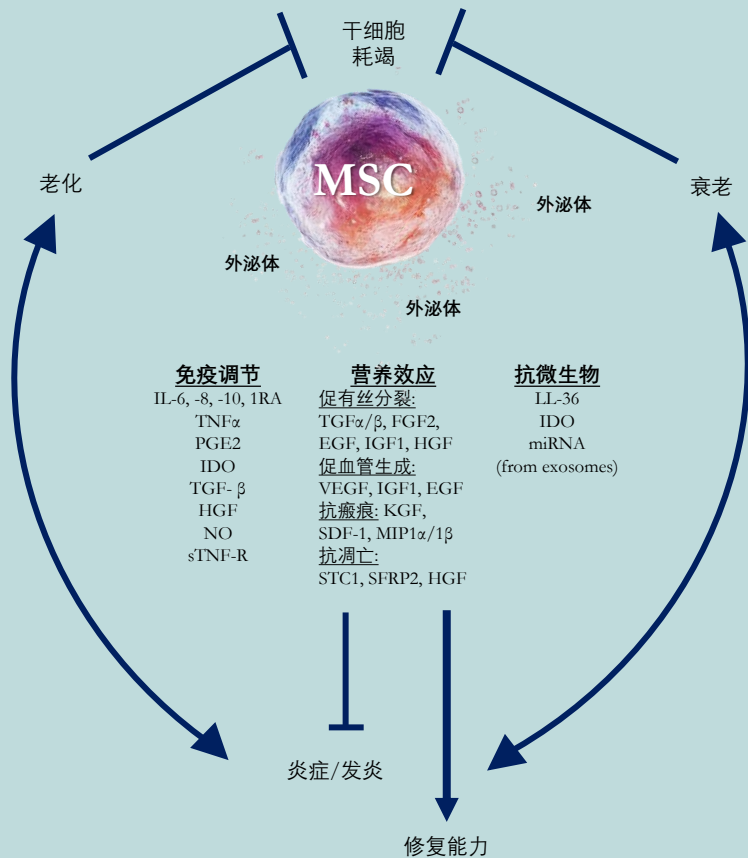 干细胞
耗竭
MSC
老化
衰老
外泌体
外泌体
外泌体
免疫调节
IL-6, -8, -10, 1RA
TNFα
PGE2
IDO
TGF- β
HGF
NO
sTNF-R
营养效应
促有丝分裂:
TGFα/β, FGF2,
EGF, IGF1, HGF
促血管生成:
VEGF, IGF1, EGF
抗瘢痕: KGF,
SDF-1, MIP1α/1β
抗凋亡:
STC1, SFRP2, HGF
抗微生物
LL-36
IDO
miRNA
(from exosomes)
炎症/发炎
修复能力